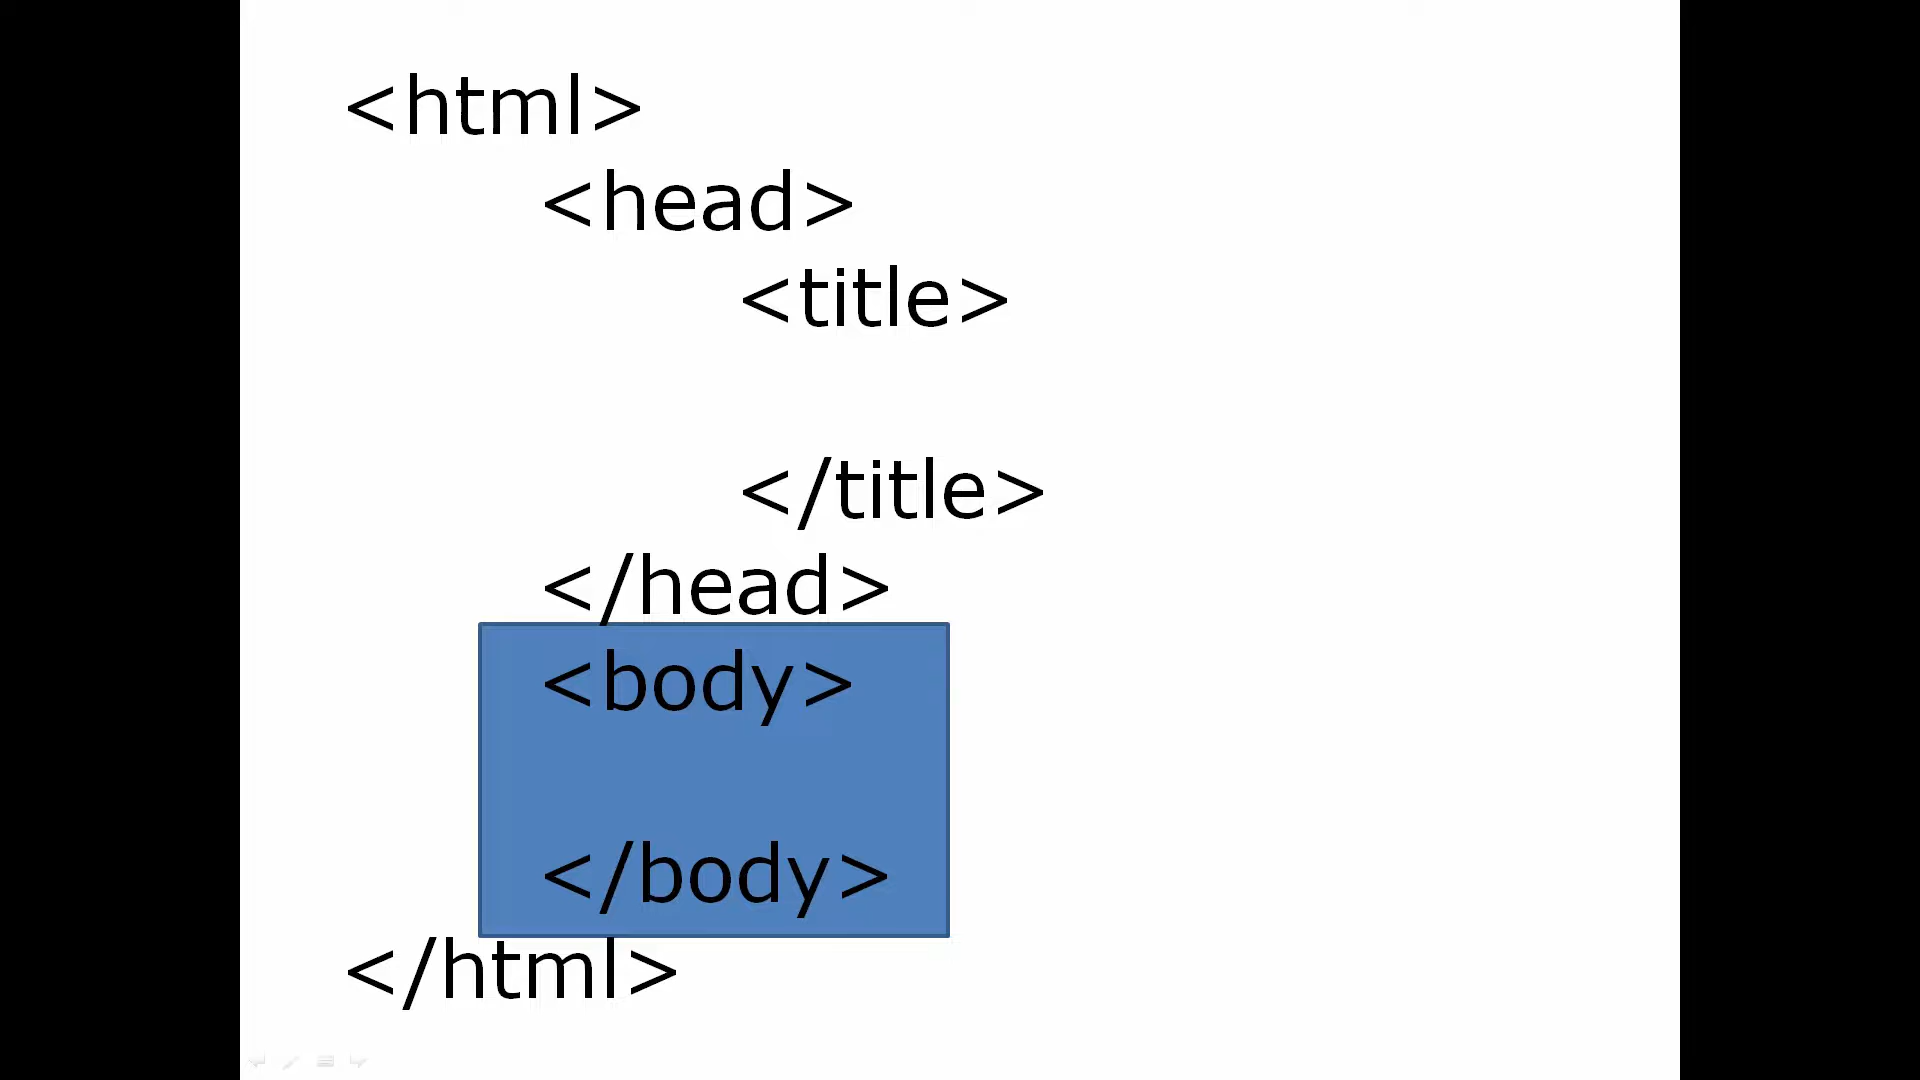 <html>
<head>
<title>
</title>
</head>
<body>
</body>
</html>